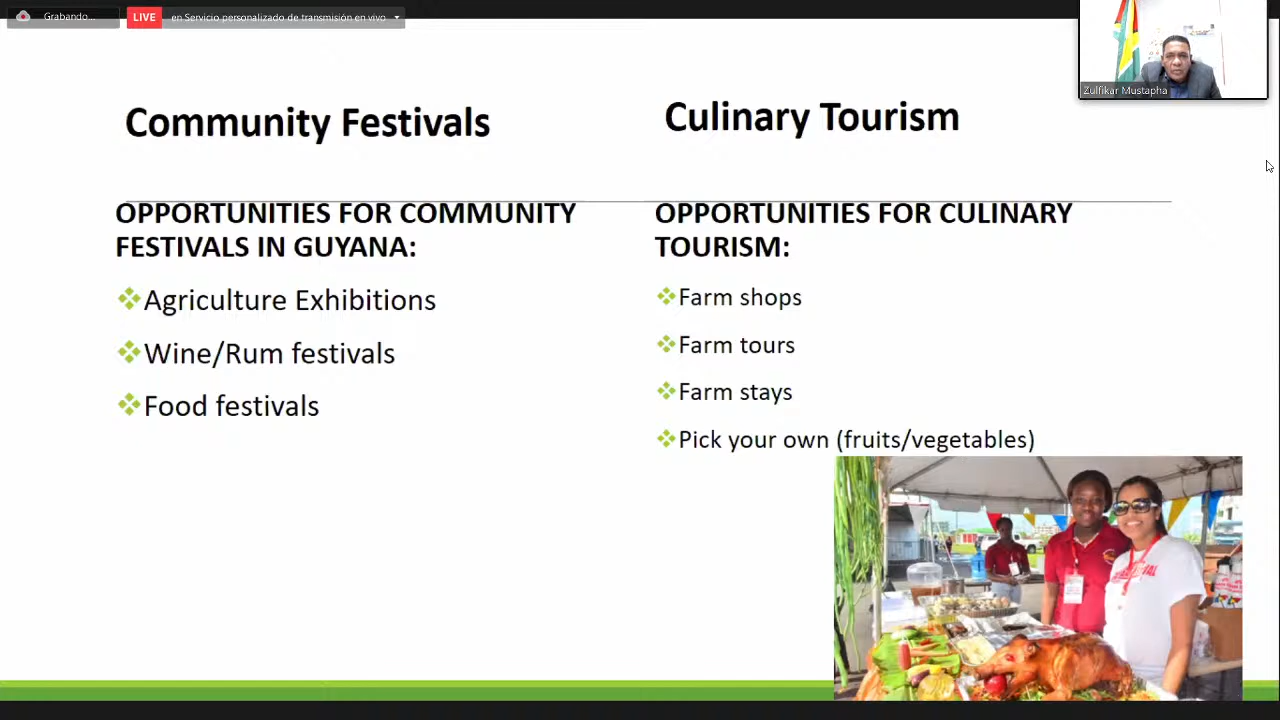 Grabando...
LIVE
en Servicio personalizado de transmisión en vivo
Zulfikar Mustapha
Community Festivals
OPPORTUNITIES FOR COMMUNITY
FESTIVALS IN GUYANA:
Agriculture Exhibitions
Wine/Rum festivals
Food festivals
Culinary Tourism
OPPORTUNITIES FOR CULINARY
TOURISM:
Farm shops
Farm tours
Farm stays
Pick your own (fruits/vegetables)